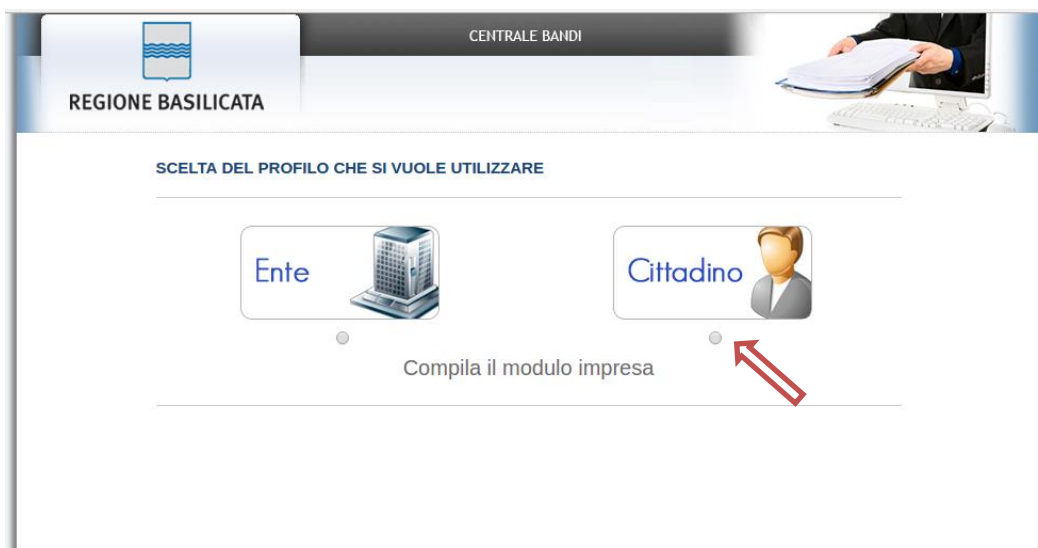 CENTRALE BANDI
REGIONE BASILICATA
SCELTA DEL PROFILO CHE SI VUOLE UTILIZZARE
Ente
Cittadino
Compila il modulo impresa